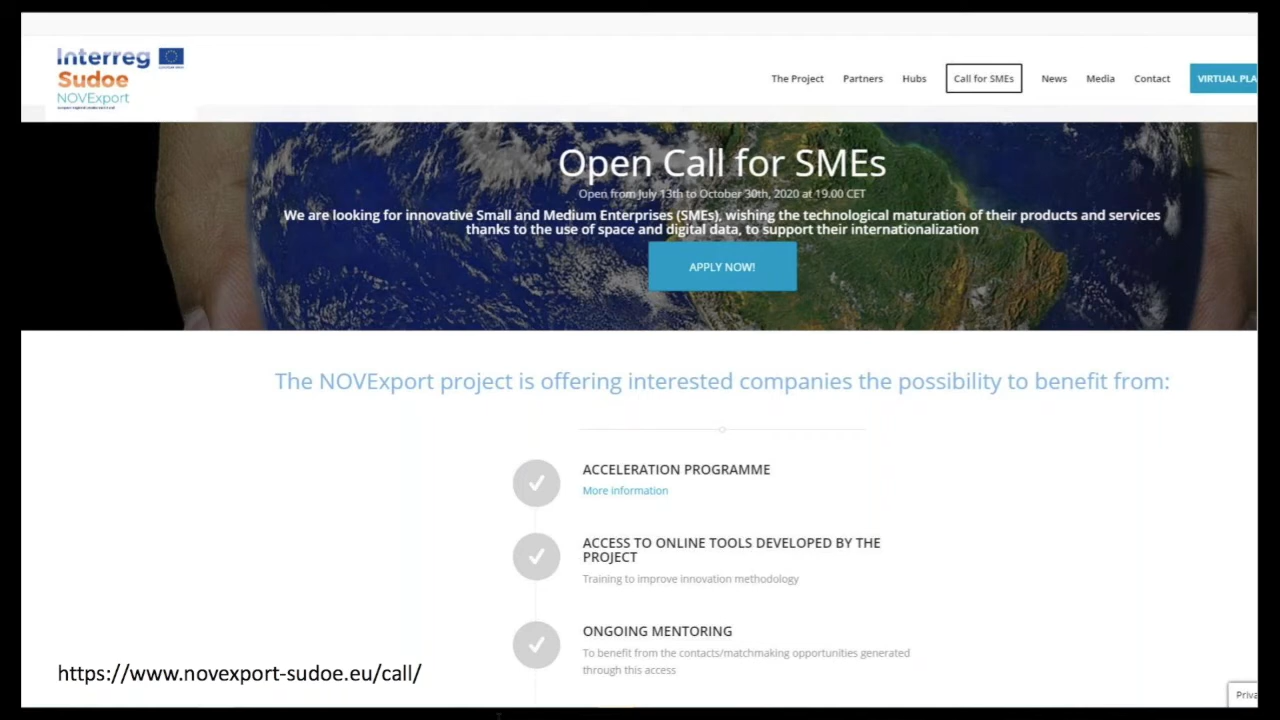 Interreg
Sudoe
NOVExport
The Project
Partners
Hubs
Call for SMEs
News
Media
Contact
VIRTUAL PLA
Open Call for SMEs
Open from July 13th to October 30th, 2020 at 19.00 CET
We are looking for innovative Small and Medium Enterprises (SMEs), wishing the technological maturation of their products and services
thanks to the use of space and digital data, to support their internationalization
APPLY NOW!
The NOVExport project is offering interested companies the possibility to benefit from:
ACCELERATION PROGRAMME
More information
ACCESS TO ONLINE TOOLS DEVELOPED BY THE
PROJECT
Training to improve innovation methodology
ONGOING MENTORING
To benefit from the contacts/matchmaking opportunities generated
through this access
https://www.novexport-sudoe.eu/call/
Priva